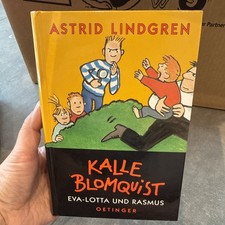 ASTRID LINDGREN
KALLE
BLOMQUIST
EVA-LOTTA UND RASMUS
OETINGER